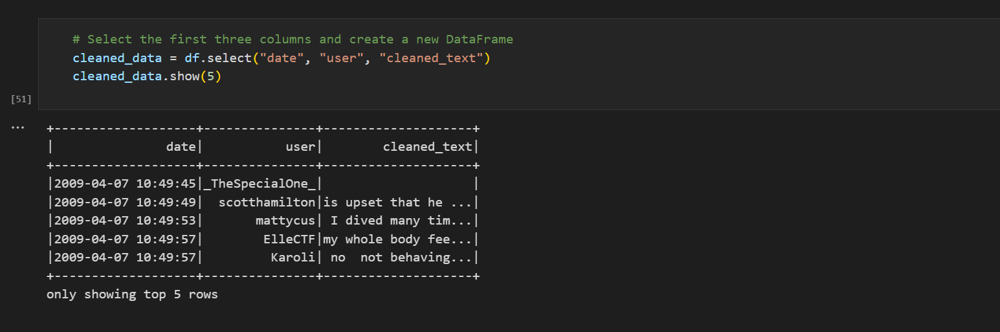 # Select the first three columns and create a new DataFrame
cleaned_data = df.select("date", "user", "cleaned_text")
cleaned_data.show(5)
[51]
...
+-------------------+---------------+--------------------+
|               date|           user|        cleaned_text|
+-------------------+---------------+--------------------+
|2009-04-07 10:49:45|_TheSpecialOne_|                    |
|2009-04-07 10:49:49|  scotthamilton|is upset that he ...|
|2009-04-07 10:49:53|       mattycus| I dived many tim...|
|2009-04-07 10:49:57|        ElleCTF|my whole body fee...|
|2009-04-07 10:49:57|         Karoli| no  not behaving...|
+-------------------+---------------+--------------------+
only showing top 5 rows